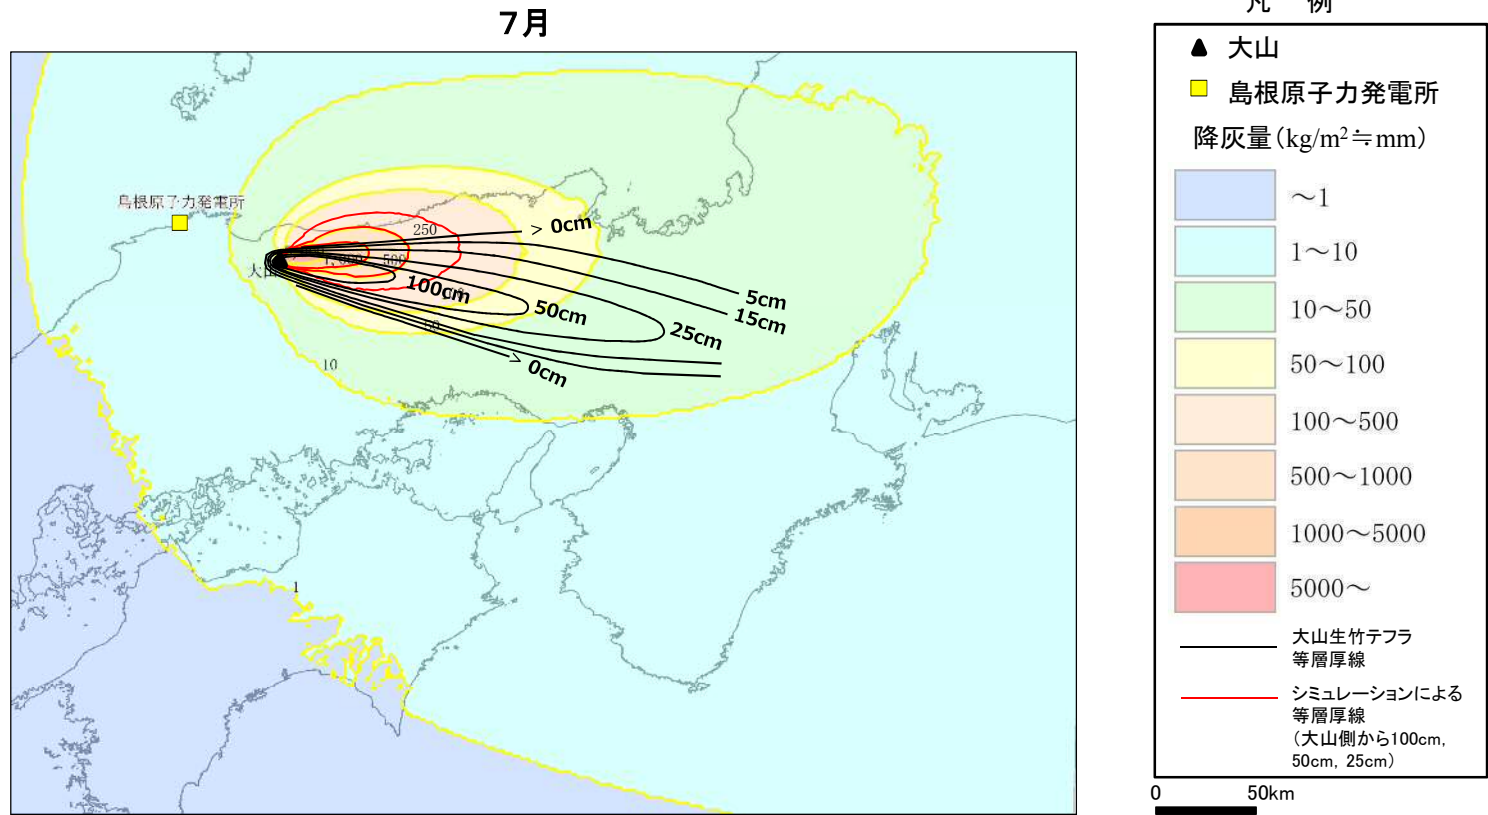 7月
凡 例
大山
島根原子力発電所
降灰量(kg/m²≒mm)
～1
1～10
10～50
50～100
100～500
500～1000
1000～5000
5000～
大山生竹テフラ
等層厚線
シミュレーションによる
等層厚線
（大山側から100cm,
50cm, 25cm）
0 50km
島根原子力発電所
大山
250
> 0cm
500
100cm
50cm
5cm
15cm
25cm
50
> 0cm
10
1